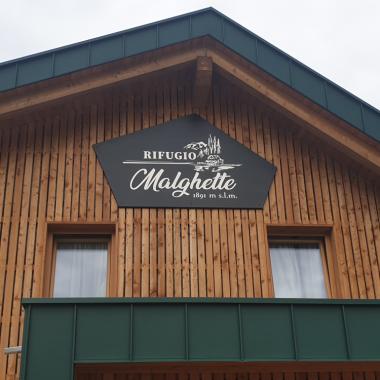 RIFUGIO
Malghette
1891 m s.l.m.